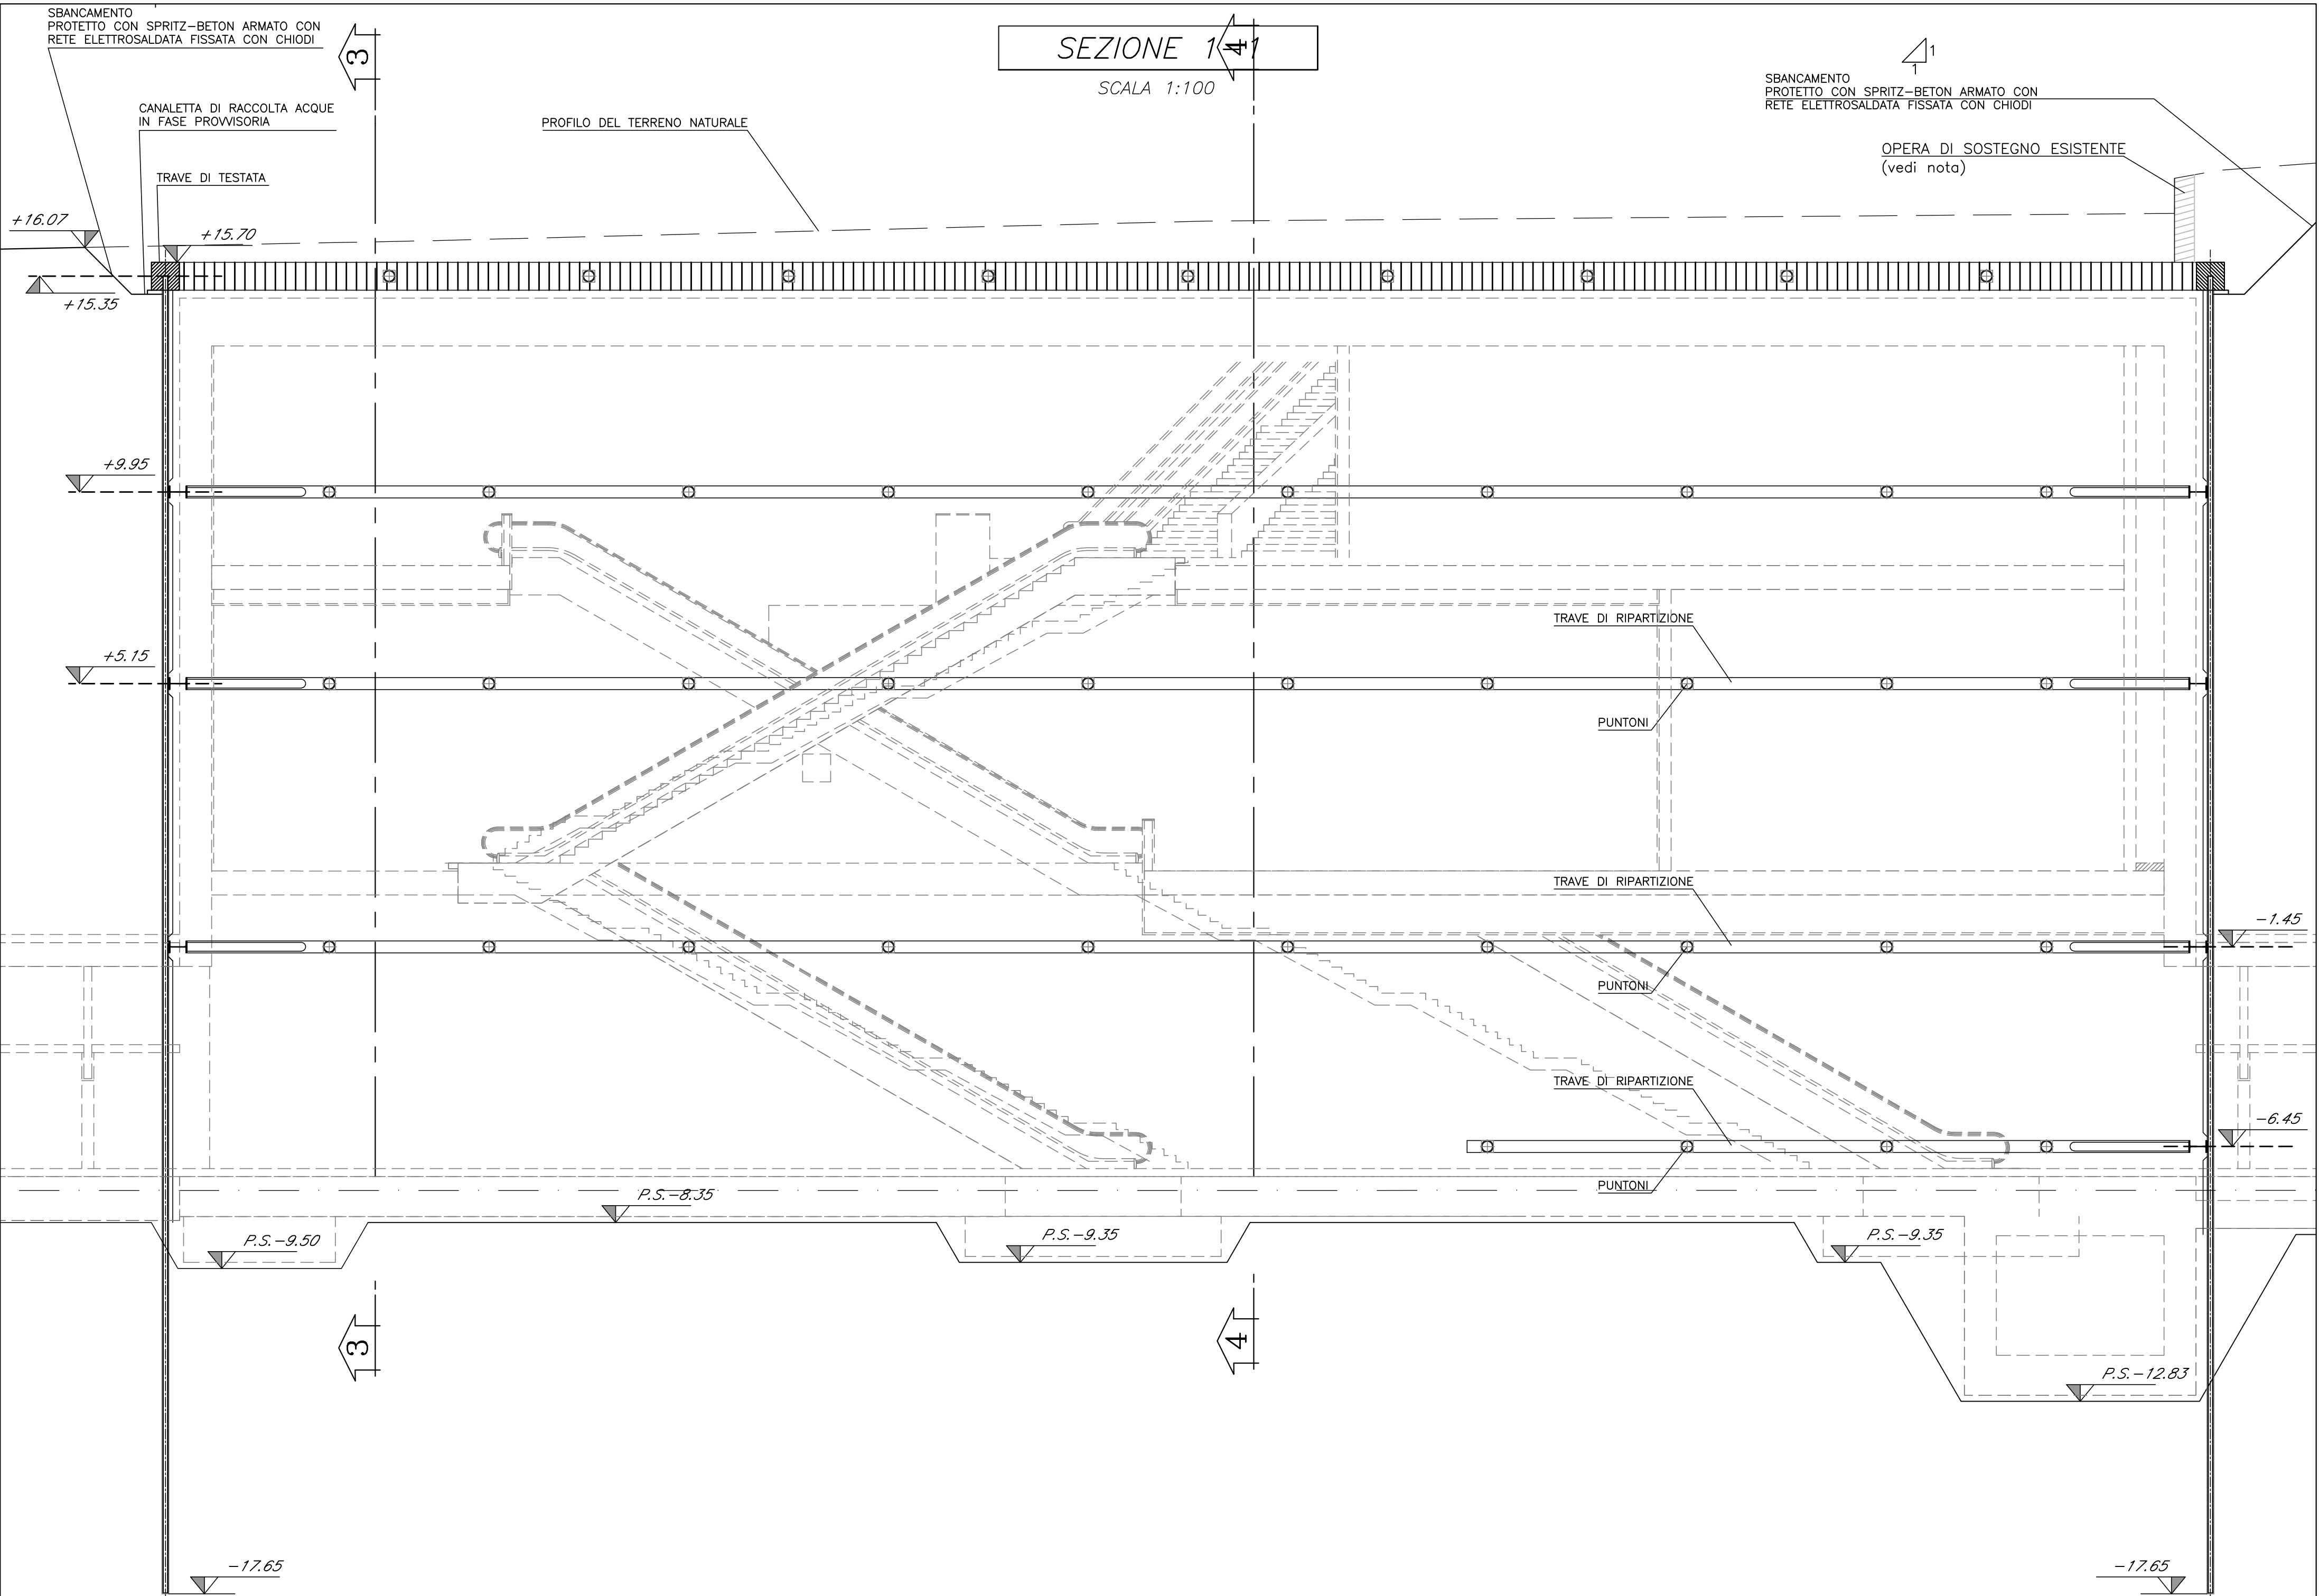 SBANCAMENTO
PROTETTO CON SPRITZ-BETON ARMATO CON
RETE ELETTROSALDATA FISSATA CON CHIODI
3
SEZIONE 1-1
4
SCALA 1:100
1
1
SBANCAMENTO
PROTETTO CON SPRITZ-BETON ARMATO CON
RETE ELETTROSALDATA FISSATA CON CHIODI
CANALETTA DI RACCOLTA ACQUE
IN FASE PROVVISORIA
PROFILO DEL TERRENO NATURALE
OPERA DI SOSTEGNO ESISTENTE
(vedi nota)
TRAVE DI TESTATA
+16.07
+15.70
+15.35
+9.95
TRAVE DI RIPARTIZIONE
+5.15
PUNTONI
TRAVE DI RIPARTIZIONE
-1.45
PUNTONI
TRAVE DI RIPARTIZIONE
-6.45
PUNTONI
P.S.-8.35
P.S.-9.50
P.S.-9.35
P.S.-9.35
3
4
P.S.-12.83
-17.65
-17.65